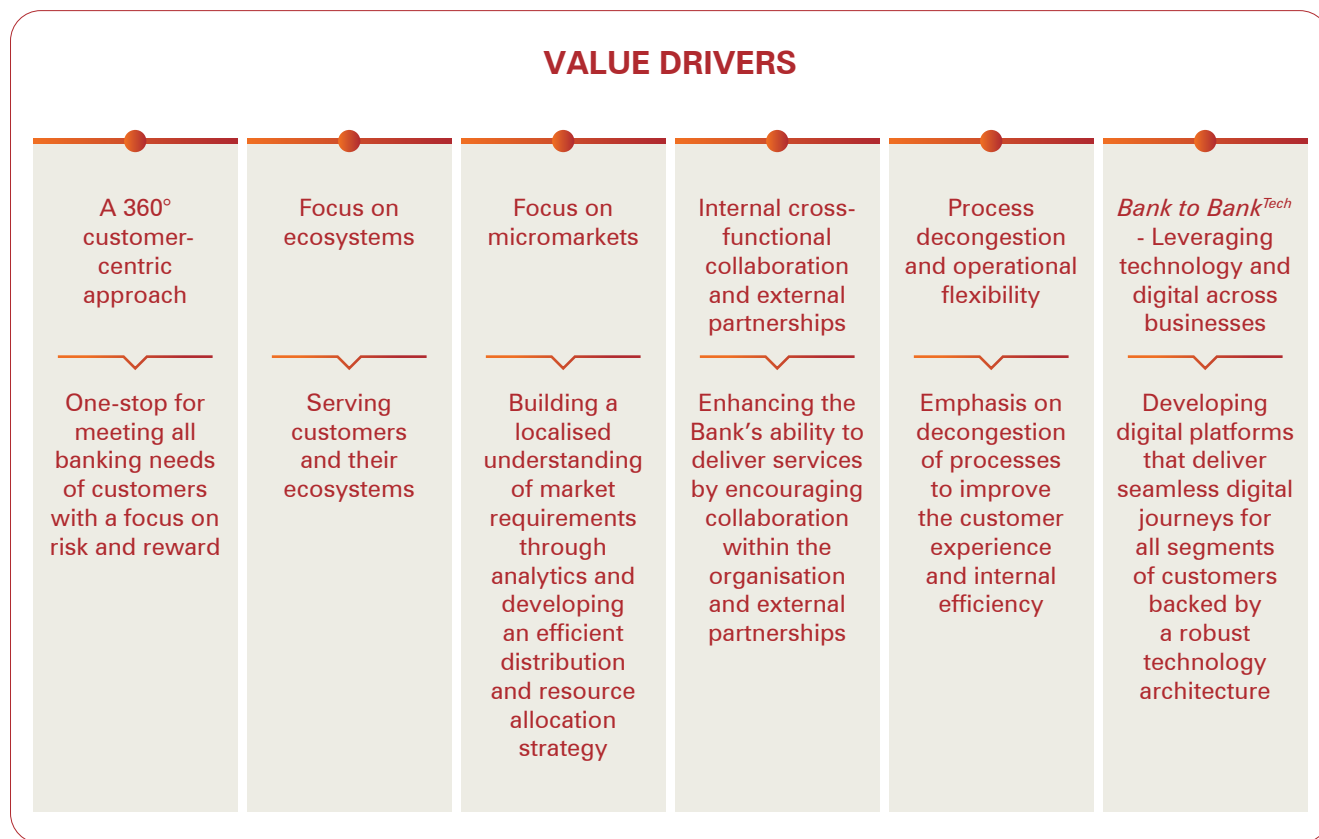 VALUE DRIVERS
A 360°
customer-
centric
approach
One-stop for
meeting all
banking needs
of customers
with a focus on
risk and reward
Focus on
ecosystems
Serving
customers
and their
ecosystems
Focus on
micromarkets
Building a
localised
understanding
of market
requirements
through
analytics and
developing
an efficient
distribution
and resource
allocation
strategy
Internal cross-
functional
collaboration
and external
partnerships
Enhancing the
Bank’s ability to
deliver services
by encouraging
collaboration
within the
organisation
and external
partnerships
Process
decongestion
and operational
flexibility
Emphasis on
decongestion
of processes
to improve
the customer
experience
and internal
efficiency
Bank to BankTech
- Leveraging
technology and
digital across
businesses
Developing
digital platforms
that deliver
seamless digital
journeys for
all segments
of customers
backed by
a robust
technology
architecture